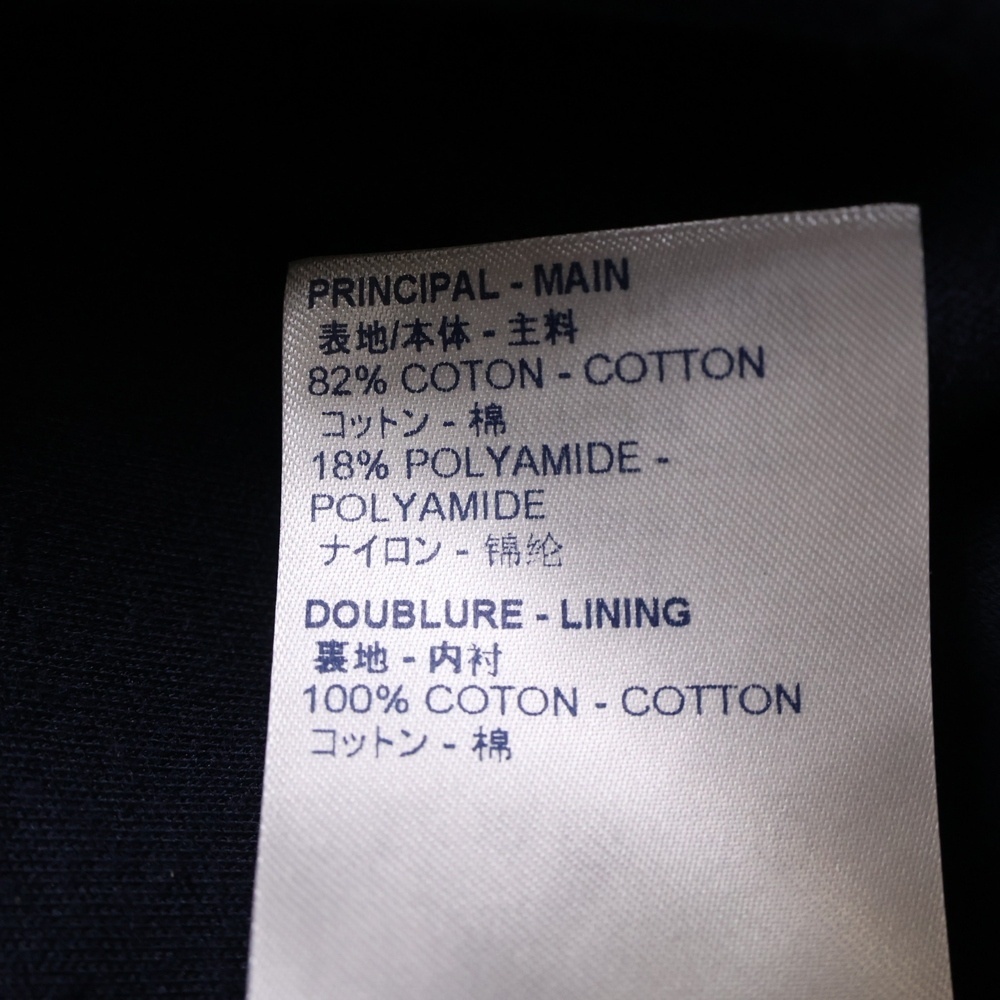 PRINCIPAL - MAIN
表地/本体 - 主料
82% COTON - COTTON
コットン - 棉
18% POLYAMIDE -
POLYAMIDE
ナイロン - 锦纶
DOUBLURE - LINING
裏地 - 内衬
100% COTON - COTTON
コットン - 棉